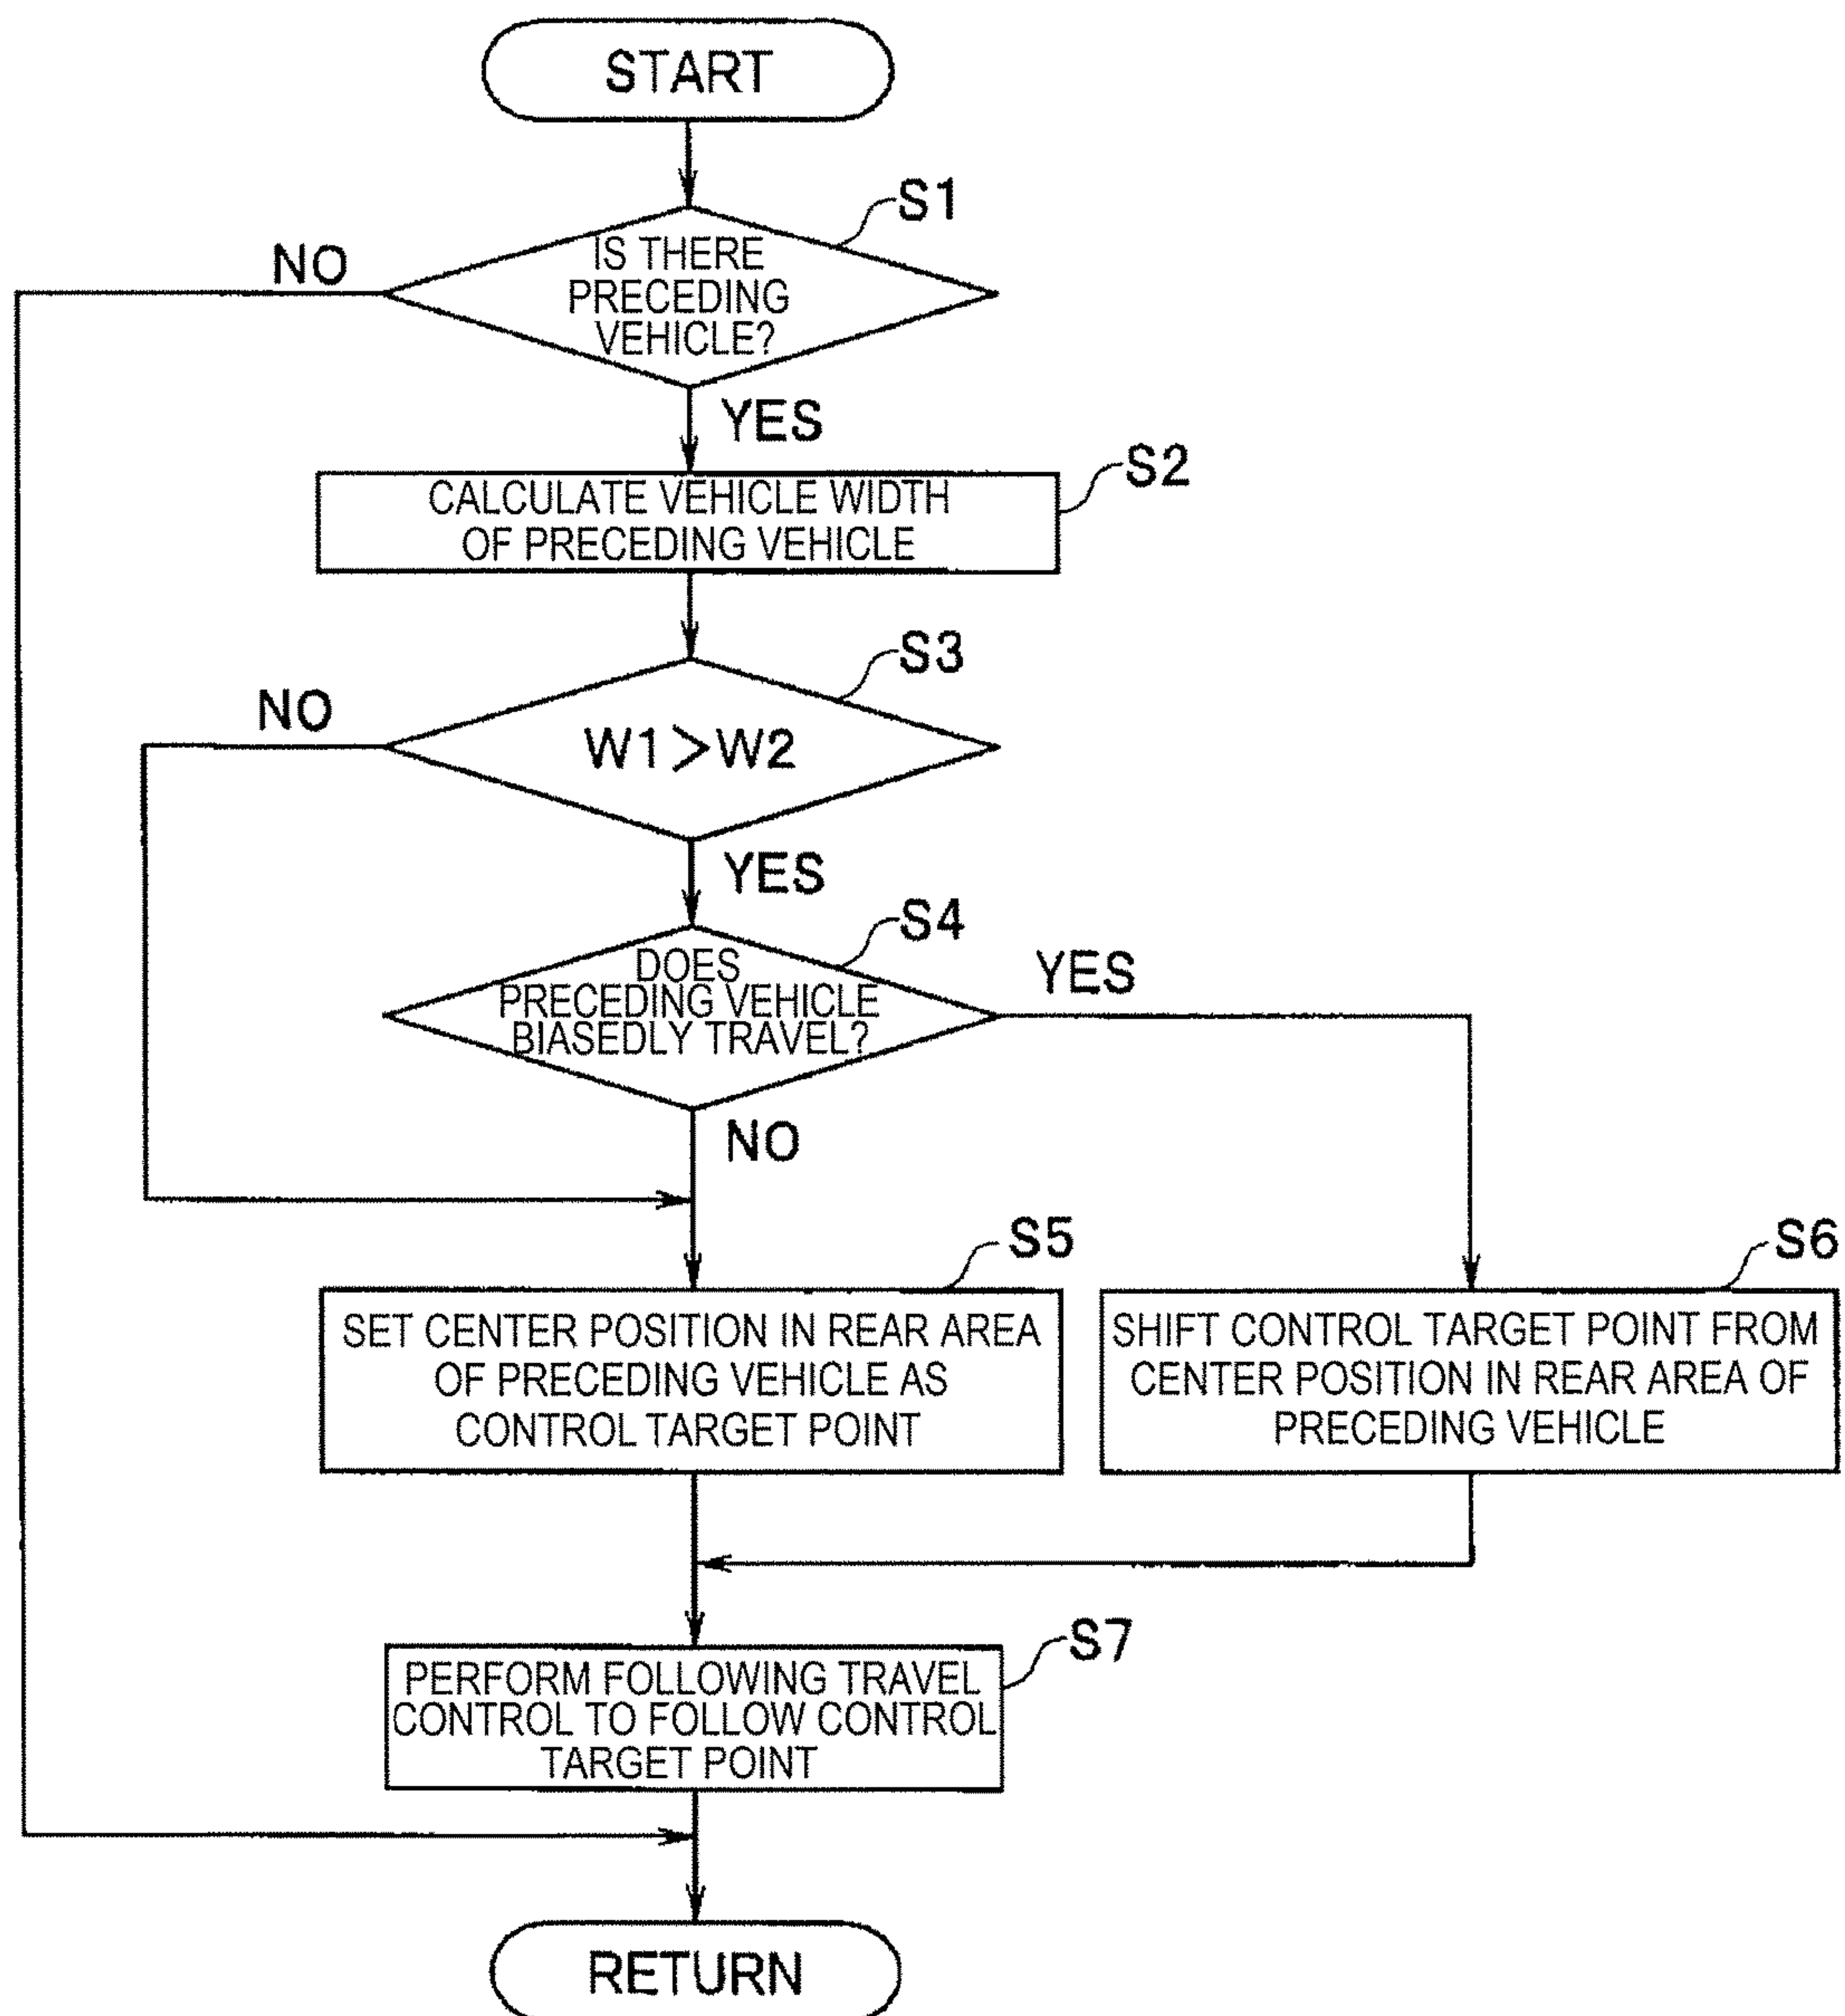 START
S1
NO
IS THERE
PRECEDING
VEHICLE?
YES
S2
CALCULATE VEHICLE WIDTH
OF PRECEDING VEHICLE
S3
NO
W1>W2
YES
S4
DOES
PRECEDING VEHICLE
BIASEDLY TRAVEL?
YES
NO
S5
SET CENTER POSITION IN REAR AREA
OF PRECEDING VEHICLE AS
CONTROL TARGET POINT
S6
SHIFT CONTROL TARGET POINT FROM
CENTER POSITION IN REAR AREA OF
PRECEDING VEHICLE
S7
PERFORM FOLLOWING TRAVEL
CONTROL TO FOLLOW CONTROL
TARGET POINT
RETURN